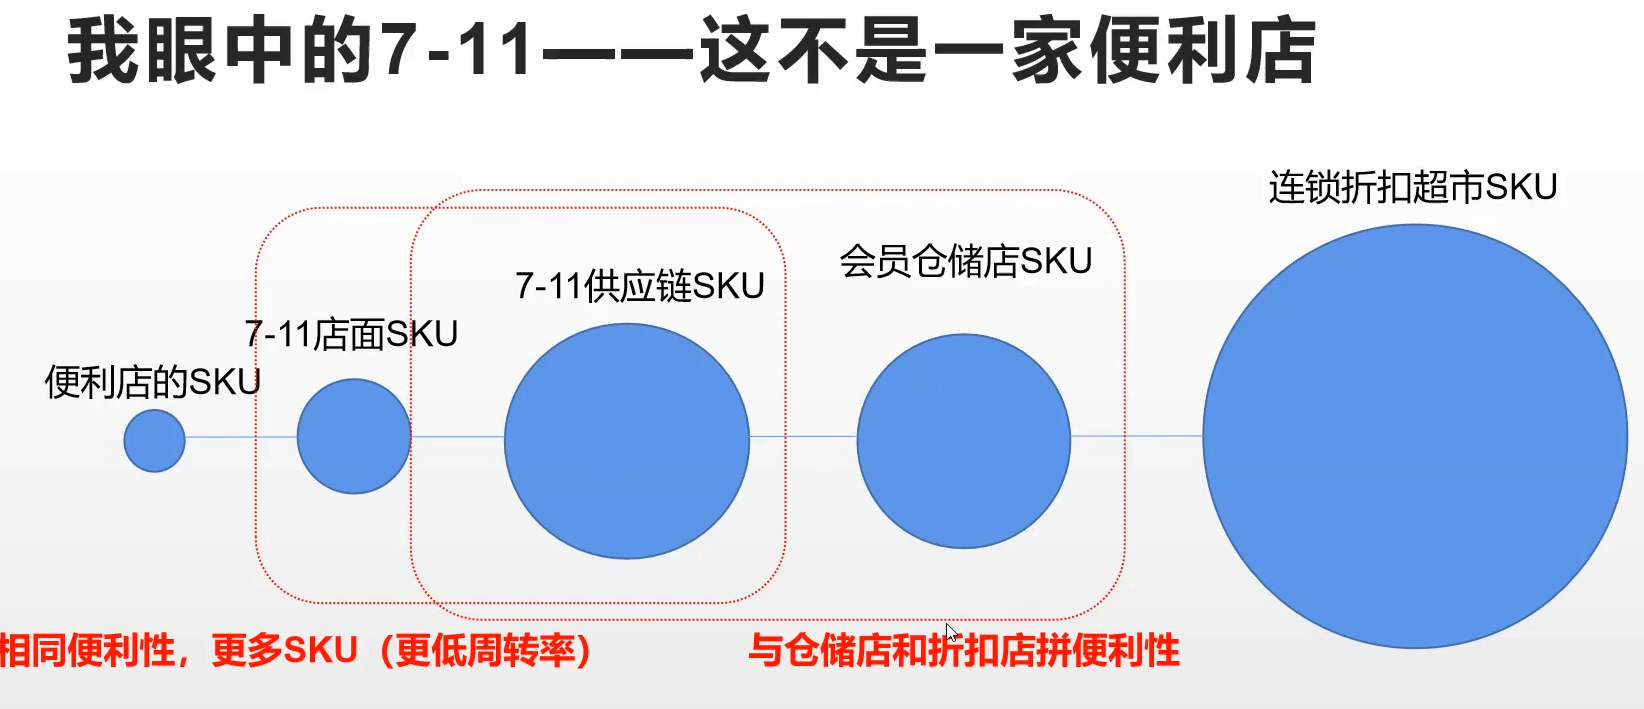 我眼中的7-11——这不是一家便利店
连锁折扣超市SKU
会员仓储店SKU
7-11供应链SKU
7-11店面SKU
便利店的SKU
相同便利性，更多SKU（更低周转率）
与仓储店和折扣店拼便利性